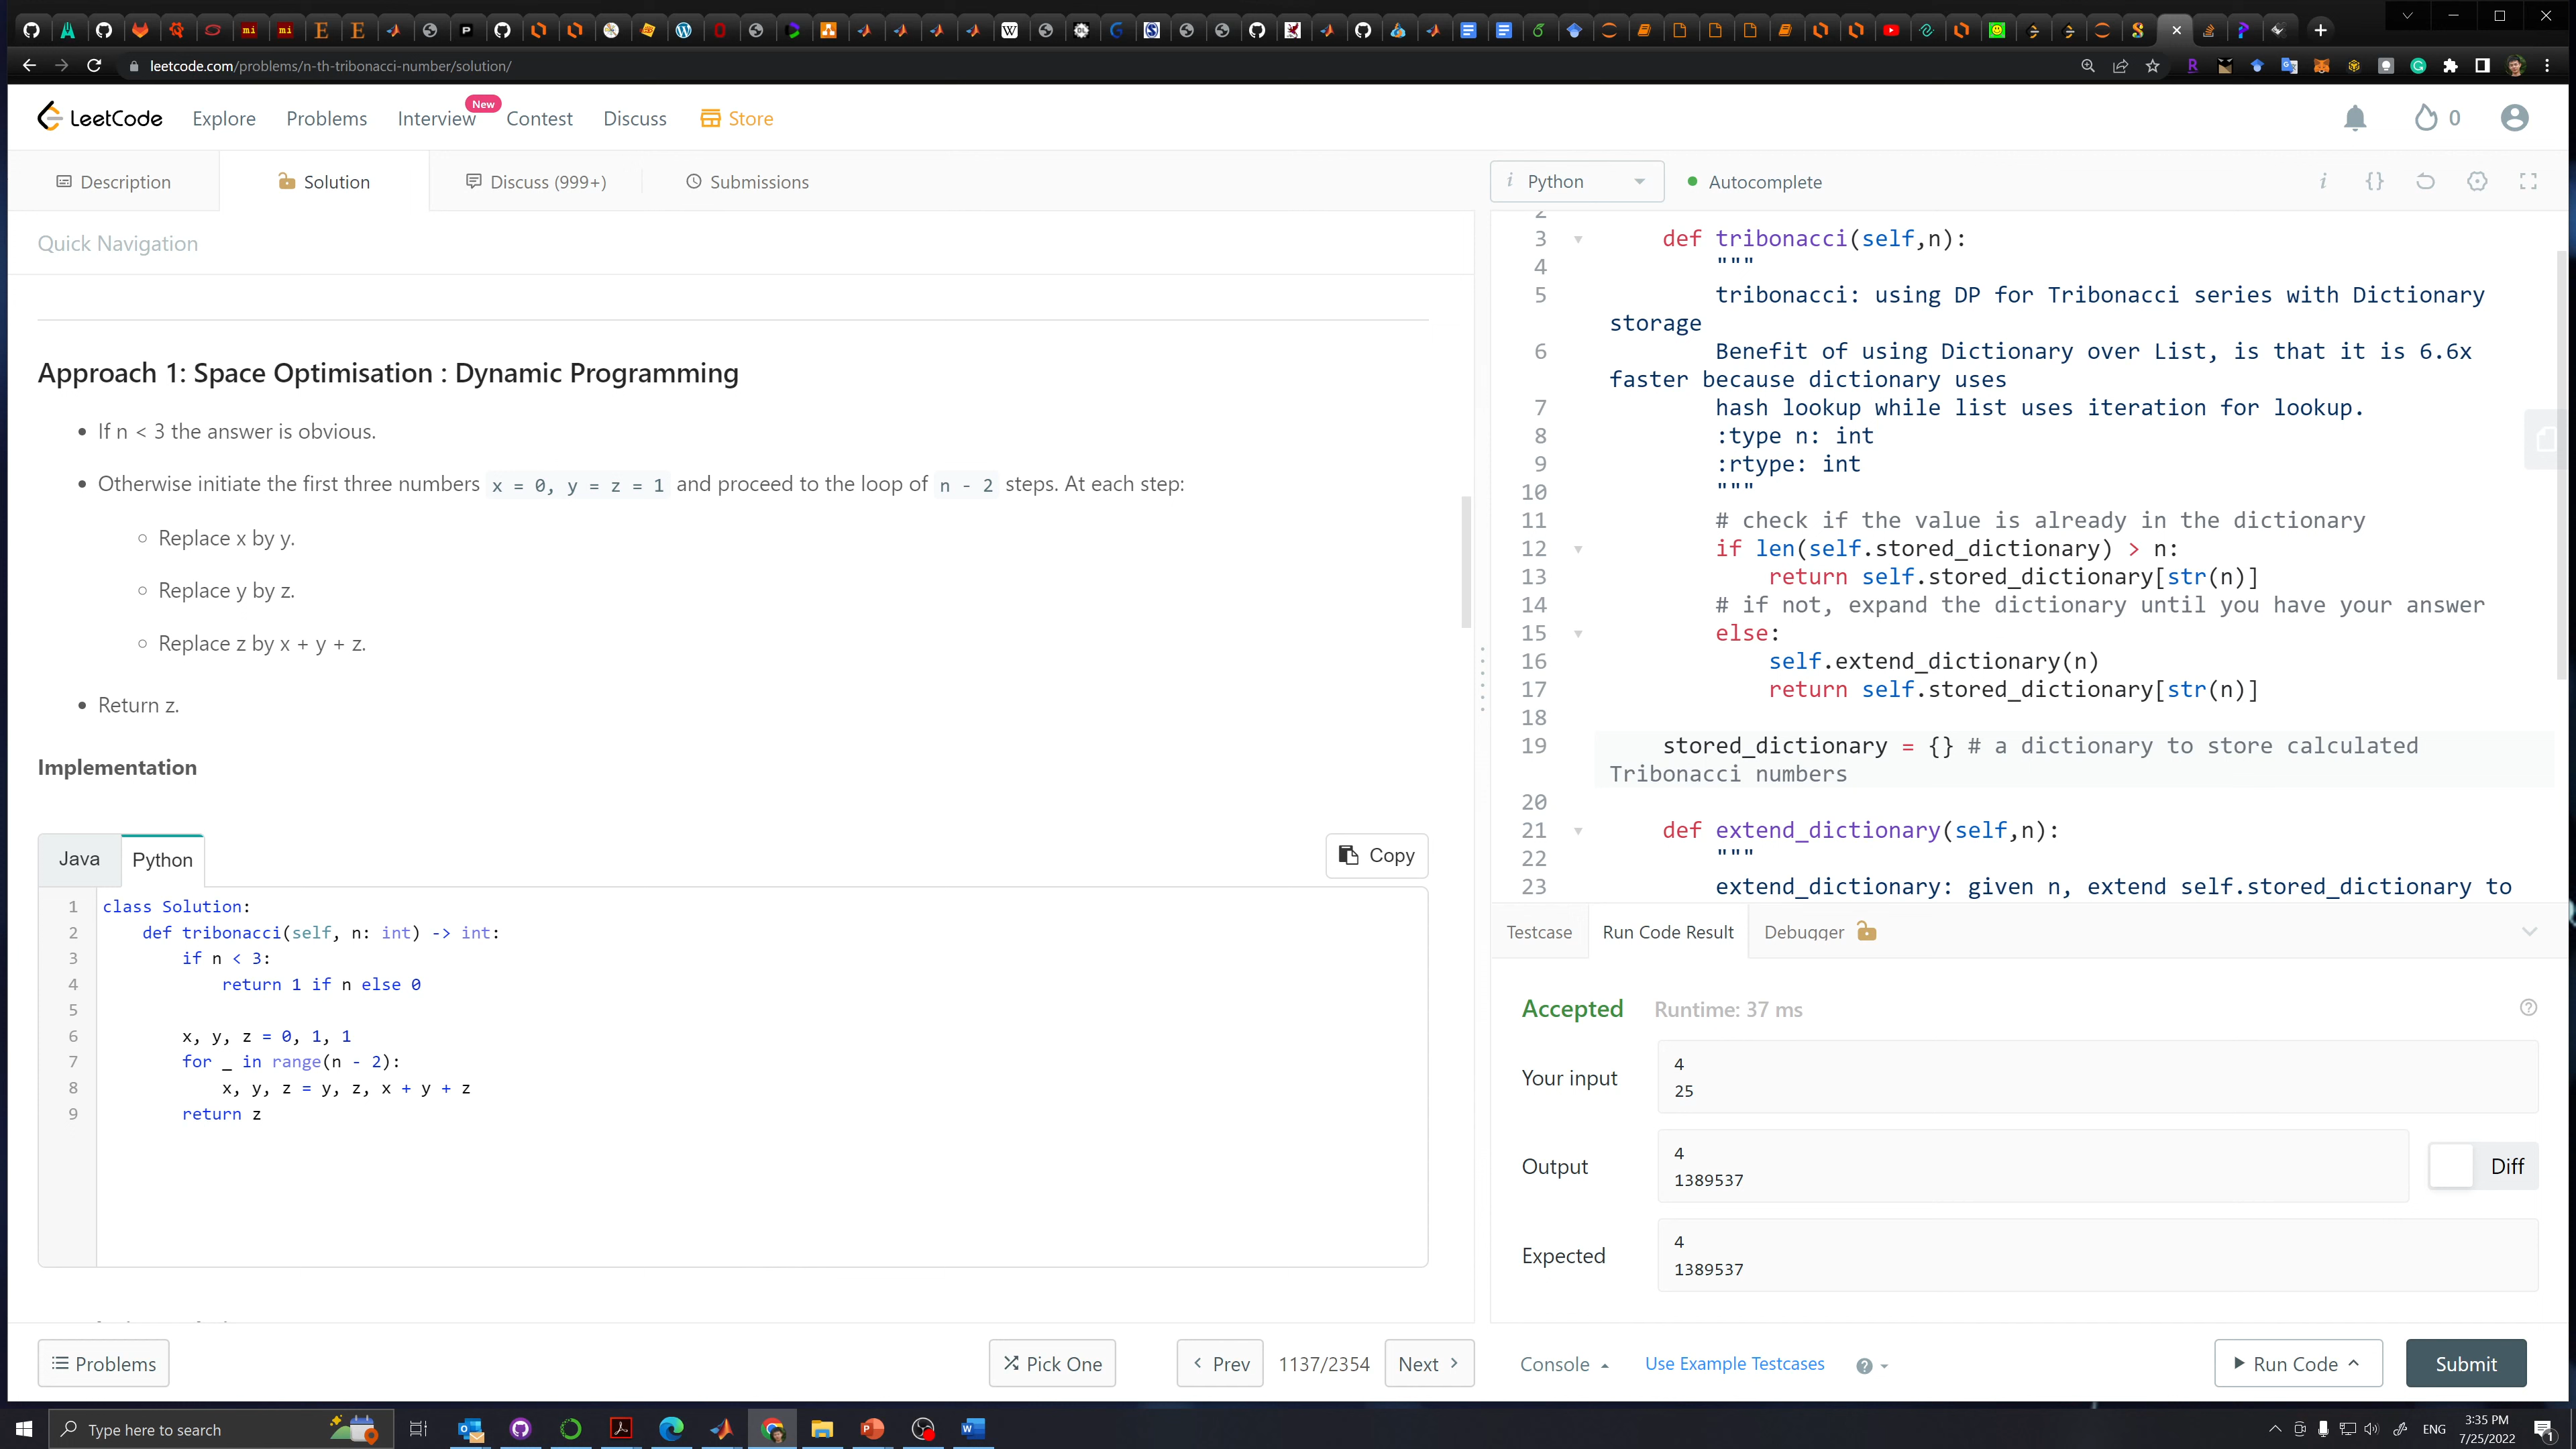 leetcode.com/problems/n-th-tribonacci-number/solution/
LeetCode
Explore
Problems
Interview
New
Contest
Discuss
Store
0
Description
Solution
Discuss (999+)
Submissions
i Python
Autocomplete
Quick Navigation
Approach 1: Space Optimisation : Dynamic Programming
If n < 3 the answer is obvious.
Otherwise initiate the first three numbers x = 0, y = z = 1 and proceed to the loop of n - 2 steps. At each step:
Replace x by y.
Replace y by z.
Replace z by x + y + z.
Return z.
Implementation
Java
Python
Copy
1 class Solution:
2 def tribonacci(self, n: int) -> int:
3 if n < 3:
4 return 1 if n else 0
5
6 x, y, z = 0, 1, 1
7 for _ in range(n - 2):
8 x, y, z = y, z, x + y + z
9 return z
2
3 def tribonacci(self,n):
4 """
5 tribonacci: using DP for Tribonacci series with Dictionary
storage
6 Benefit of using Dictionary over List, is that it is 6.6x
faster because dictionary uses
7 hash lookup while list uses iteration for lookup.
8 :type n: int
9 :rtype: int
10 """
11 # check if the value is already in the dictionary
12 if len(self.stored_dictionary) > n:
13 return self.stored_dictionary[str(n)]
14 # if not, expand the dictionary until you have your answer
15 else:
16 self.extend_dictionary(n)
17 return self.stored_dictionary[str(n)]
18
19 stored_dictionary = {} # a dictionary to store calculated
Tribonacci numbers
20
21 def extend_dictionary(self,n):
22 """
23 extend_dictionary: given n, extend self.stored_dictionary to
Testcase
Run Code Result
Debugger
Accepted
Runtime: 37 ms
Your input
4
25
Output
4
1389537
Diff
Expected
4
1389537
Problems
Pick One
Prev
1137/2354
Next
Console
Use Example Testcases
Run Code
Submit
Type here to search
ENG
3:35 PM
7/25/2022
1